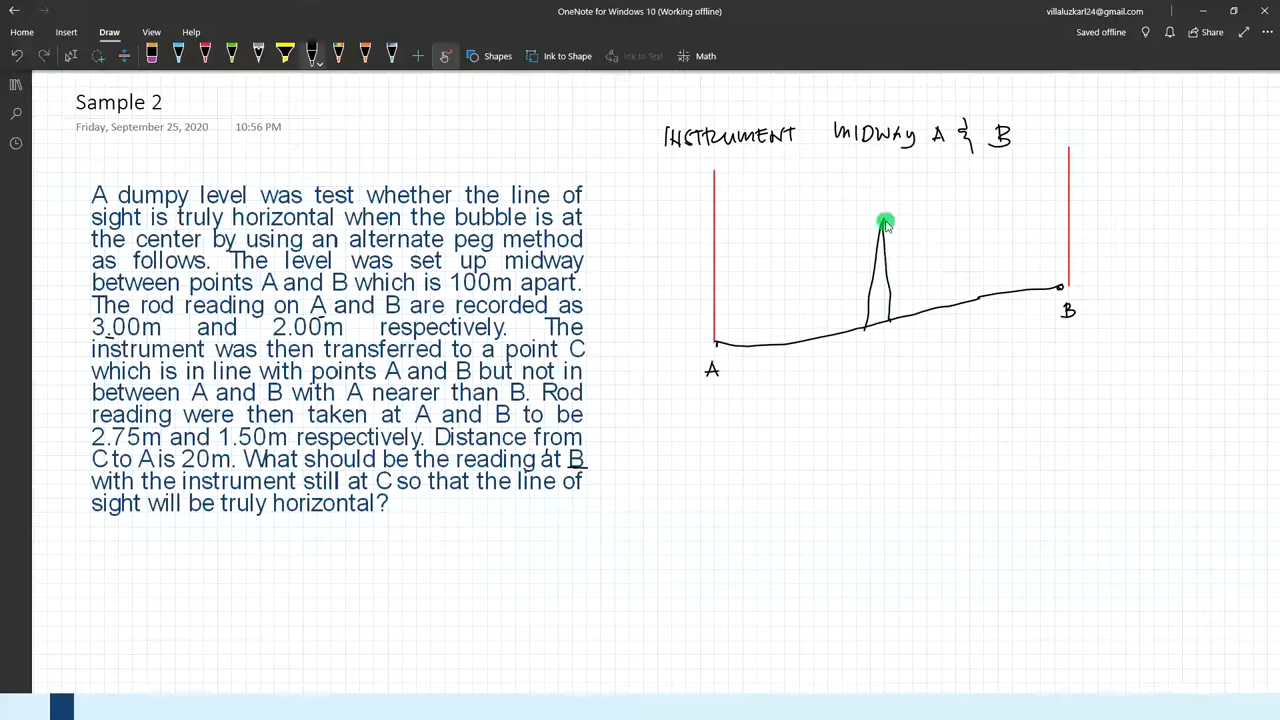 OneNote for Windows 10 (Working offline)
villaluzkarl24@gmail.com
Home Insert Draw View Help
Saved offline
Share
Shapes
Ink to Shape
Ink to Text
Math
Sample 2
Friday, September 25, 2020 10:56 PM
A dumpy level was test whether the line of
sight is truly horizontal when the bubble is at
the center by using an alternate peg method
as follows. The level was set up midway
between points A and B which is 100m apart.
The rod reading on A and B are recorded as
3.00m and 2.00m respectively. The
instrument was then transferred to a point C
which is in line with points A and B but not in
between A and B with A nearer than B. Rod
reading were then taken at A and B to be
2.75m and 1.50m respectively. Distance from
C to A is 20m. What should be the reading at B
with the instrument still at C so that the line of
sight will be truly horizontal?
INSTRUMENT MIDWAY A & B
B
A